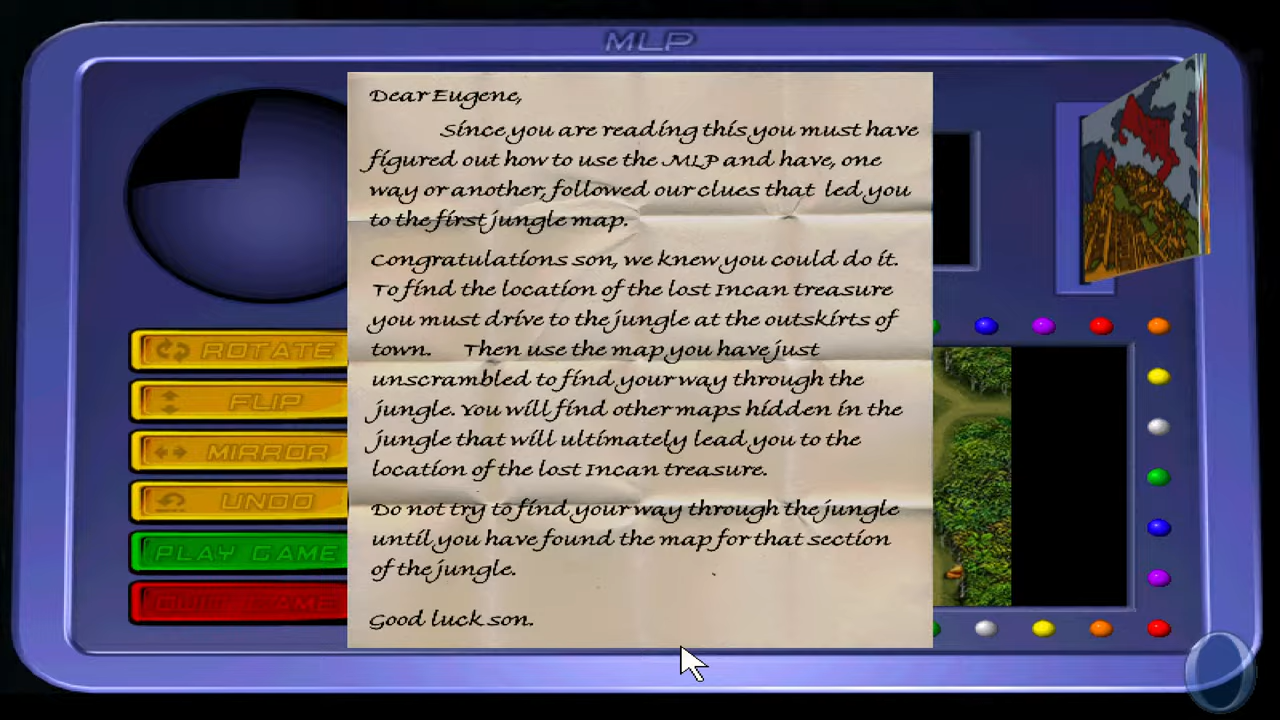 MLP
Dear Eugene,
Since you are reading this you must have
figured out how to use the MLP and have, one
way or another, followed our clues that led you
to the first jungle map.
Congratulations son, we knew you could do it.
To find the location of the lost Incan treasure
you must drive to the jungle at the outskirts of
town. Then use the map you have just
unscrambled to find your way through the
jungle. You will find other maps hidden in the
jungle that will ultimately lead you to the
location of the lost Incan treasure.
Do not try to find your way through the jungle
until you have found the map for that section
of the jungle.
Good luck son.
ROTATE
FLIP
MIRROR
UNDO
PLAY GAME
QUIT GAME